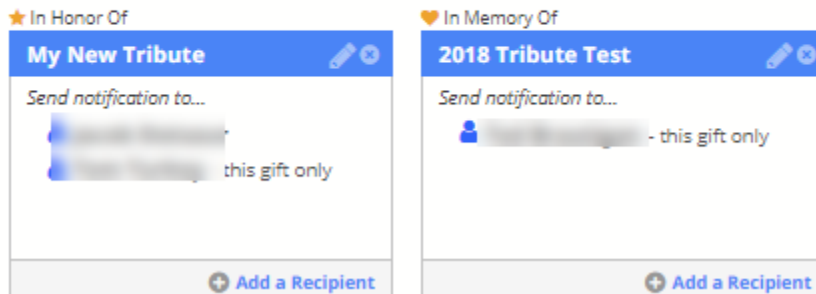 In Honor Of
My New Tribute
Send notification to...
this gift only
Add a Recipient
In Memory Of
2018 Tribute Test
Send notification to...
- this gift only
Add a Recipient